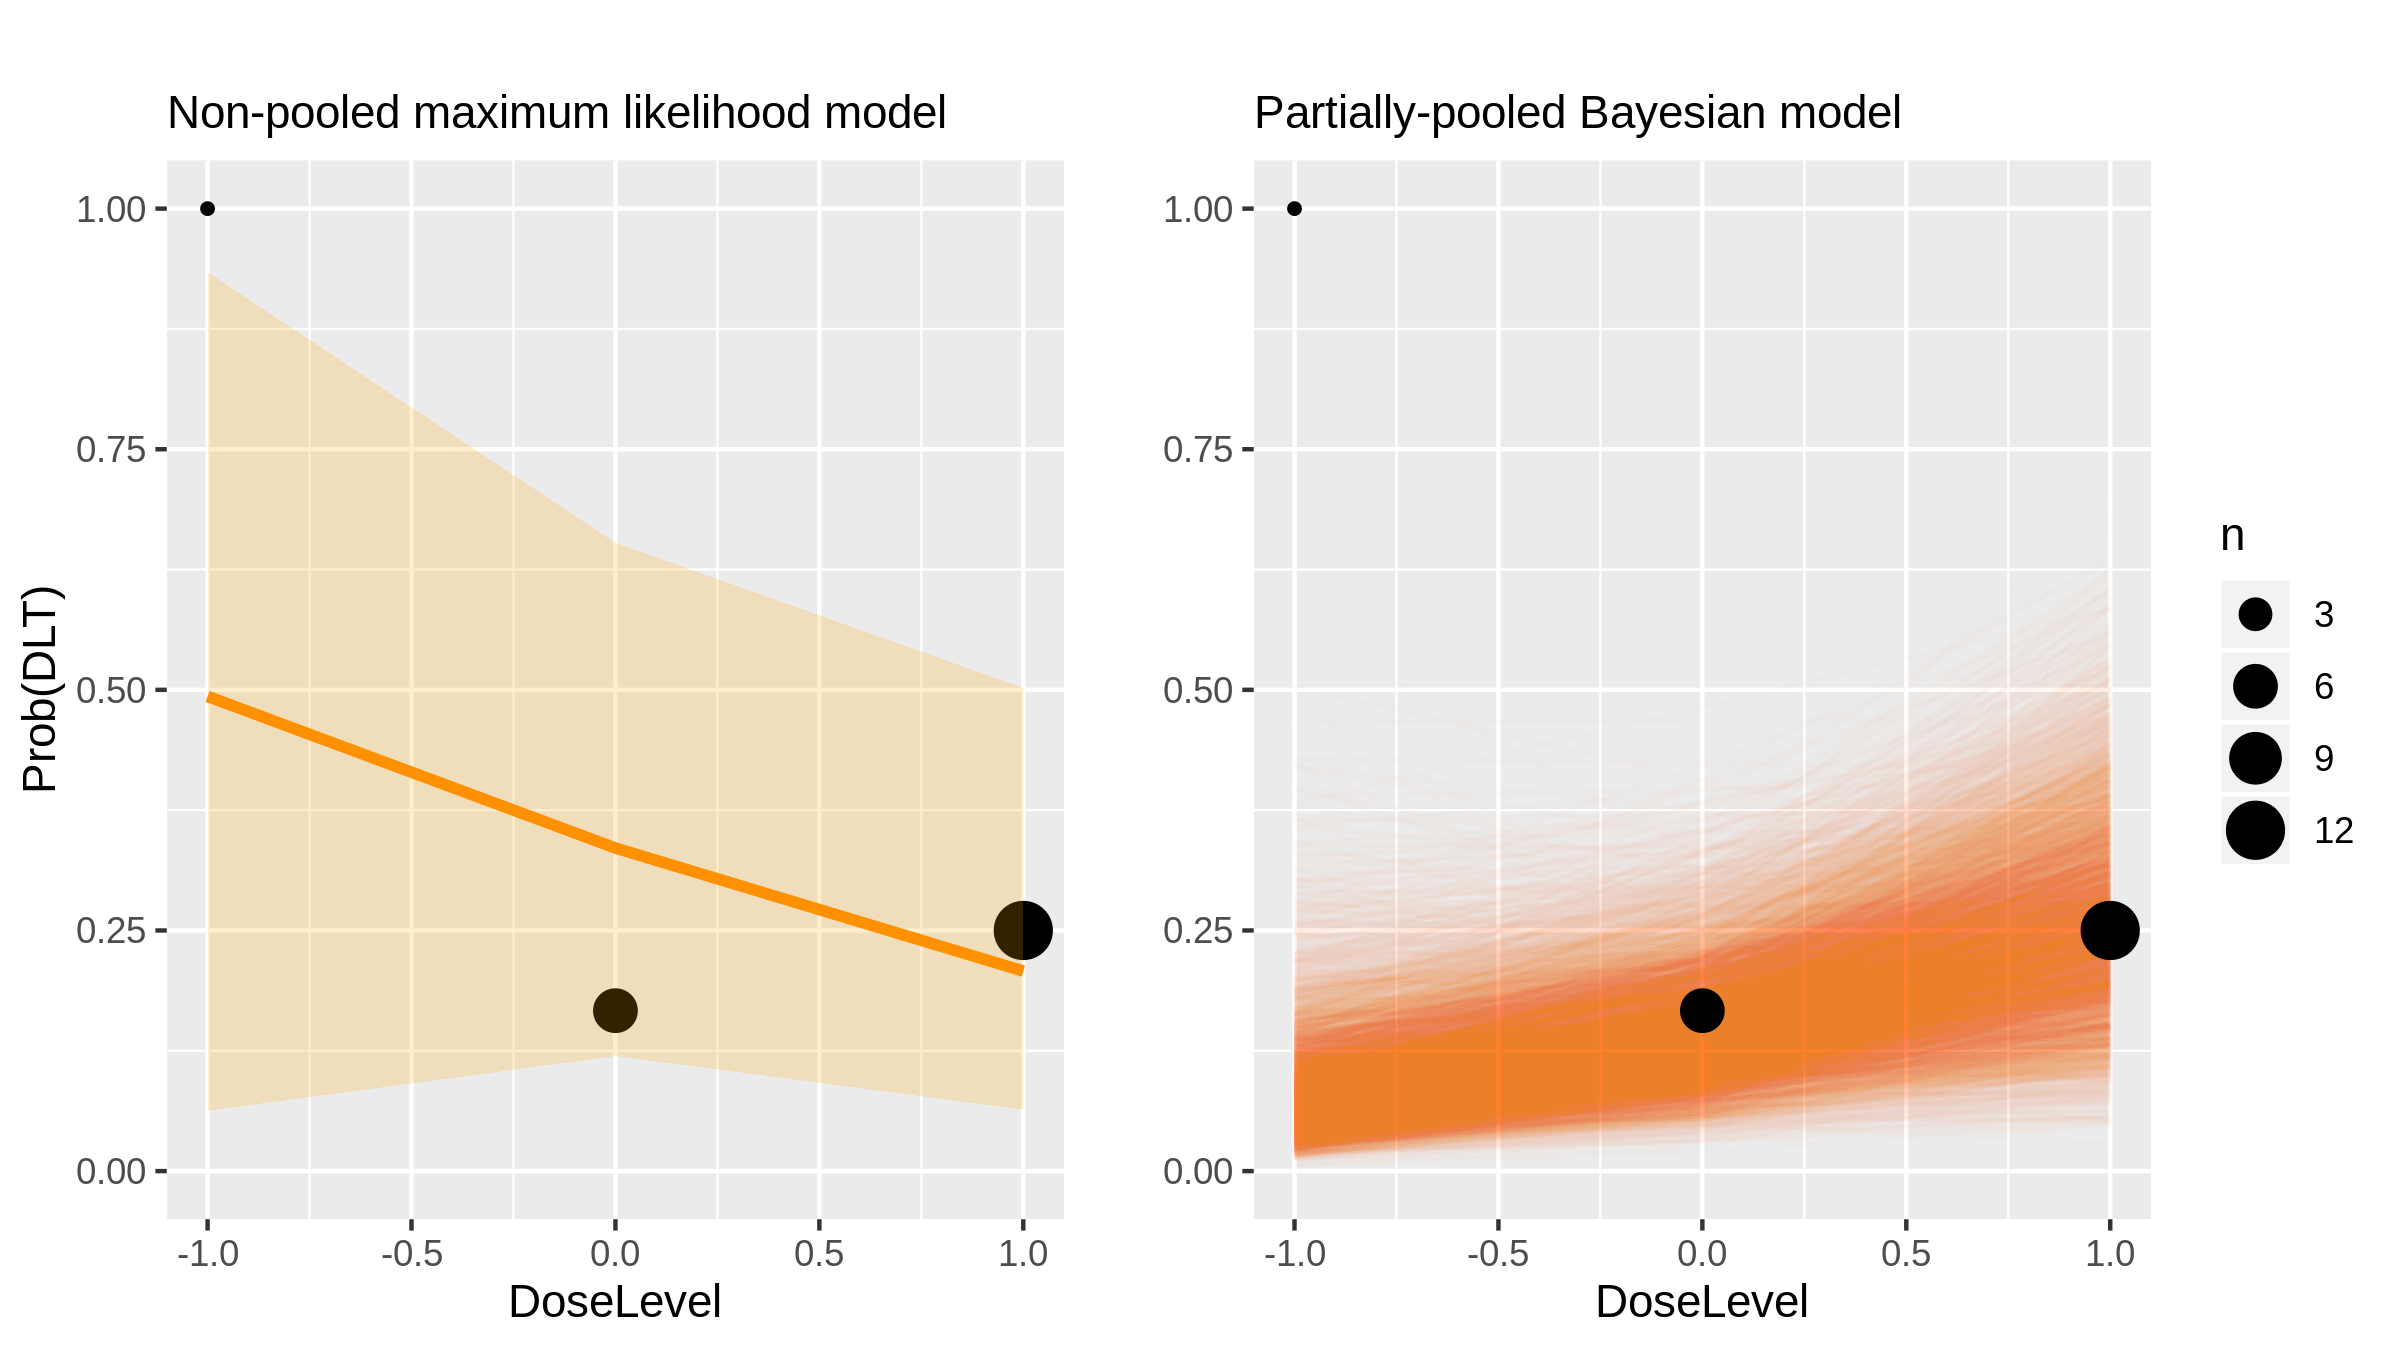 Non-pooled maximum likelihood model
Prob(DLT)
1.00
0.75
0.50
0.25
0.00
-1.0 -0.5 0.0 0.5 1.0
DoseLevel
Partially-pooled Bayesian model
1.00
0.75
0.50
0.25
0.00
-1.0 -0.5 0.0 0.5 1.0
DoseLevel
n
3
6
9
12